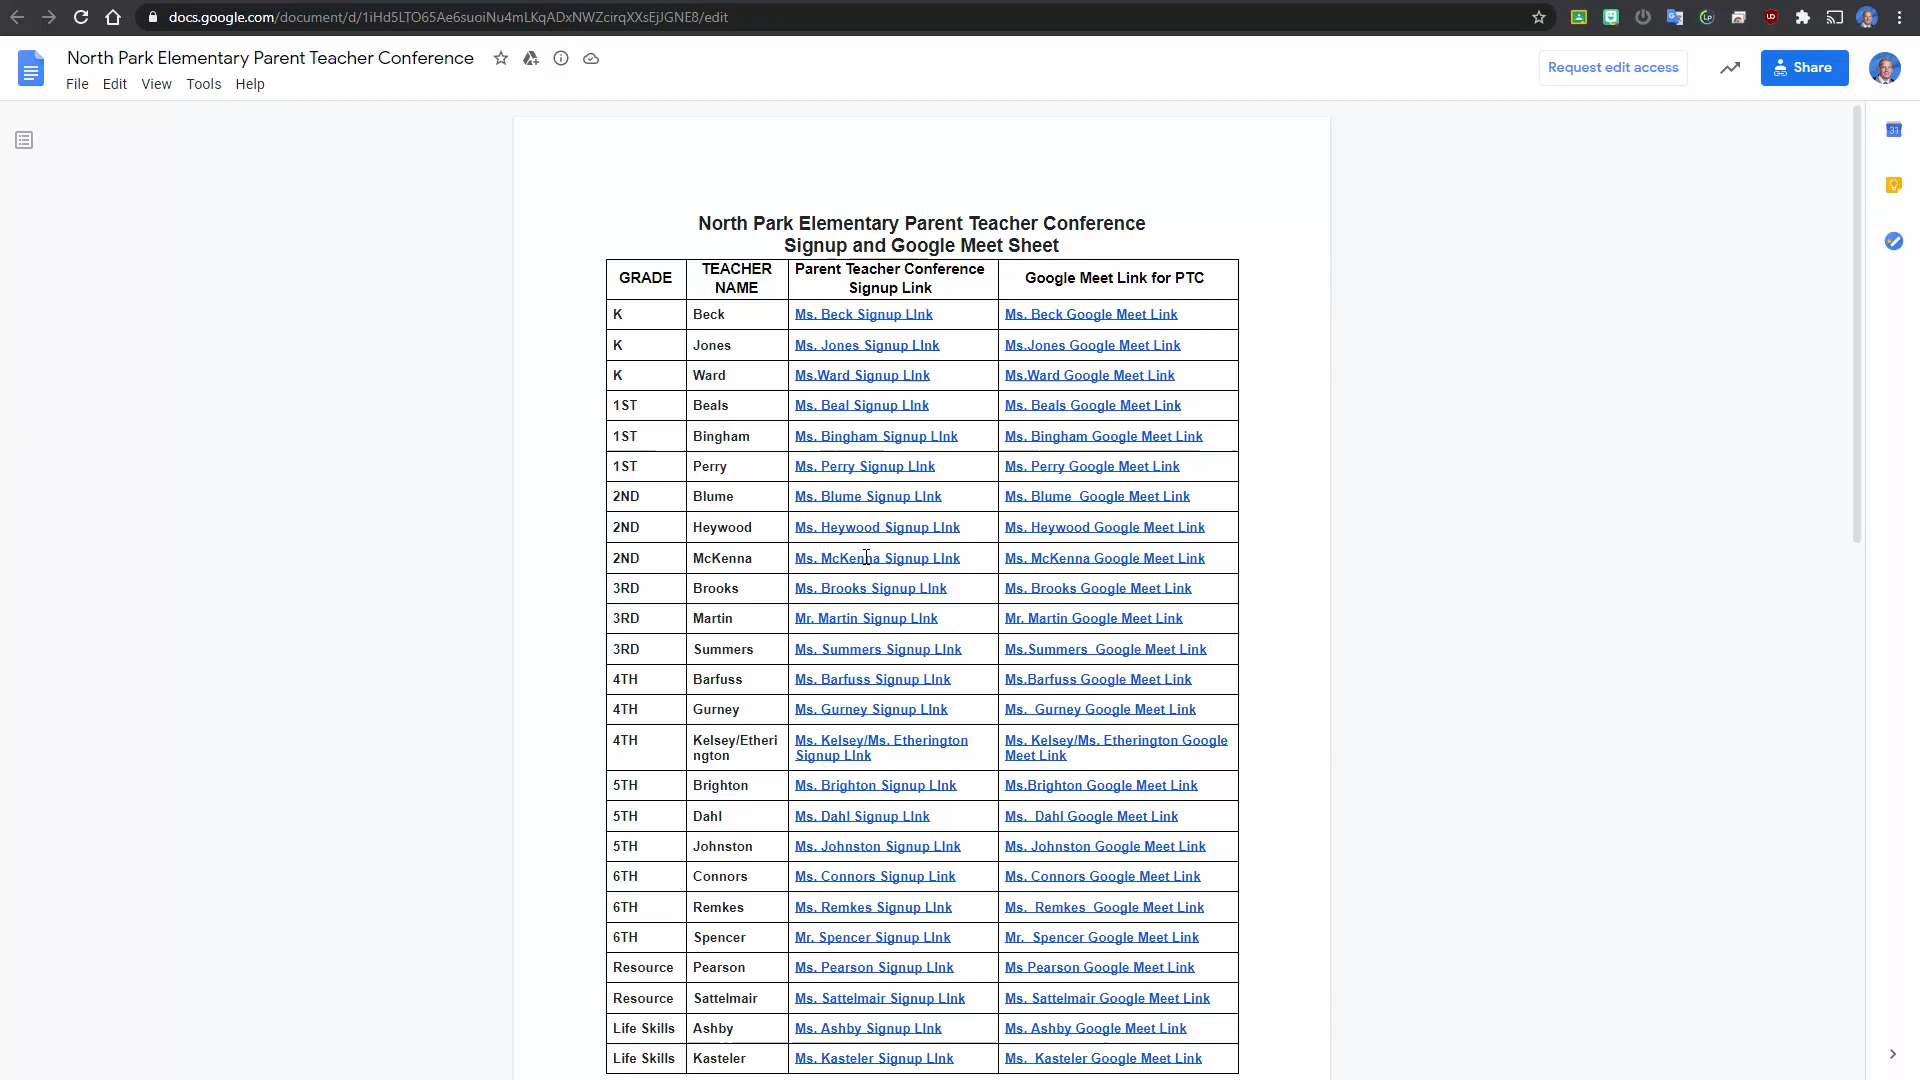 docs.google.com/document/d/1iHd5LTO65Ae6suoiNu4mLKqADxNWZcirqXXsEjJGNE8/edit
North Park Elementary Parent Teacher Conference
File Edit View Tools Help
Request edit access
Share
North Park Elementary Parent Teacher Conference
Signup and Google Meet Sheet
GRADE TEACHER NAME Parent Teacher Conference Signup Link Google Meet Link for PTC
K Beck Ms. Beck Signup LInk Ms. Beck Google Meet Link
K Jones Ms. Jones Signup LInk Ms.Jones Google Meet Link
K Ward Ms.Ward Signup LInk Ms.Ward Google Meet Link
1ST Beals Ms. Beal Signup LInk Ms. Beals Google Meet Link
1ST Bingham Ms. Bingham Signup LInk Ms. Bingham Google Meet Link
1ST Perry Ms. Perry Signup LInk Ms. Perry Google Meet Link
2ND Blume Ms. Blume Signup LInk Ms. Blume  Google Meet Link
2ND Heywood Ms. Heywood Signup LInk Ms. Heywood Google Meet Link
2ND McKenna Ms. McKenna Signup LInk Ms. McKenna Google Meet Link
3RD Brooks Ms. Brooks Signup LInk Ms. Brooks Google Meet Link
3RD Martin Mr. Martin Signup LInk Mr. Martin Google Meet Link
3RD Summers Ms. Summers Signup LInk Ms.Summers  Google Meet Link
4TH Barfuss Ms. Barfuss Signup LInk Ms.Barfuss Google Meet Link
4TH Gurney Ms. Gurney Signup LInk Ms.  Gurney Google Meet Link
4TH Kelsey/Etheri Ms. Kelsey/Ms. Etherington Ms. Kelsey/Ms. Etherington Google
ngton Signup LInk Meet Link
5TH Brighton Ms. Brighton Signup LInk Ms.Brighton Google Meet Link
5TH Dahl Ms. Dahl Signup LInk Ms.  Dahl Google Meet Link
5TH Johnston Ms. Johnston Signup LInk Ms. Johnston Google Meet Link
6TH Connors Ms. Connors Signup LInk Ms. Connors Google Meet Link
6TH Remkes Ms. Remkes Signup LInk Ms.  Remkes  Google Meet Link
6TH Spencer Mr. Spencer Signup LInk Mr.  Spencer Google Meet Link
Resource Pearson Ms. Pearson Signup LInk Ms Pearson Google Meet Link
Resource Sattelmair Ms. Sattelmair Signup LInk Ms. Sattelmair Google Meet Link
Life Skills Ashby Ms. Ashby Signup LInk Ms. Ashby Google Meet Link
Life Skills Kasteler Ms. Kasteler Signup LInk Ms.  Kasteler Google Meet Link